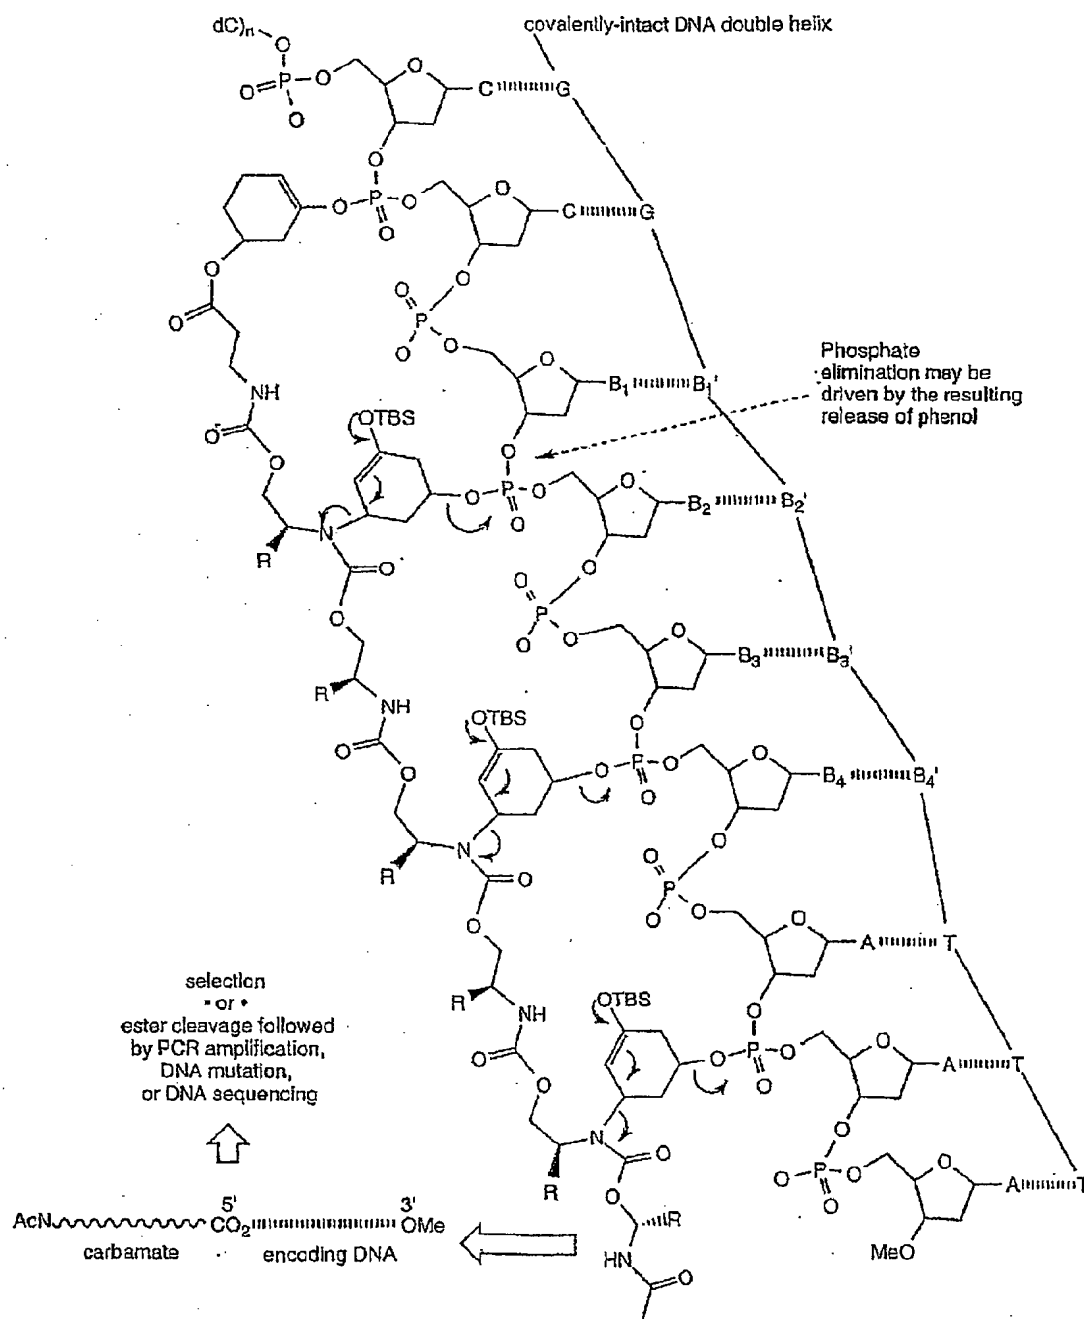 dC)n
covalently-intact DNA double helix
O
O P O O C G
O
O
O P O O C G
O
O
O
O
O P O
O
Phosphate
elimination may be
driven by the resulting
release of phenol
O B1 B1'
NH
O
O
OTBS
O
O P O O B2 B2'
O
N
R
O
O
O
O P O
O
O B3 B3'
R
NH
O
O
OTBS
O
O P O O B4 B4'
O
N
R
O
O
O
O P O
O
O A T
selection
- or •
ester cleavage followed
by PCR amplification,
DNA mutation,
or DNA sequencing
R
NH
O
O
OTBS
O
O P O O A T
O
N
R
O
O
O
O P O O A T
O
MeO
R
HN
O
5' 3'
AcN CO2 OMe
carbamate encoding DNA